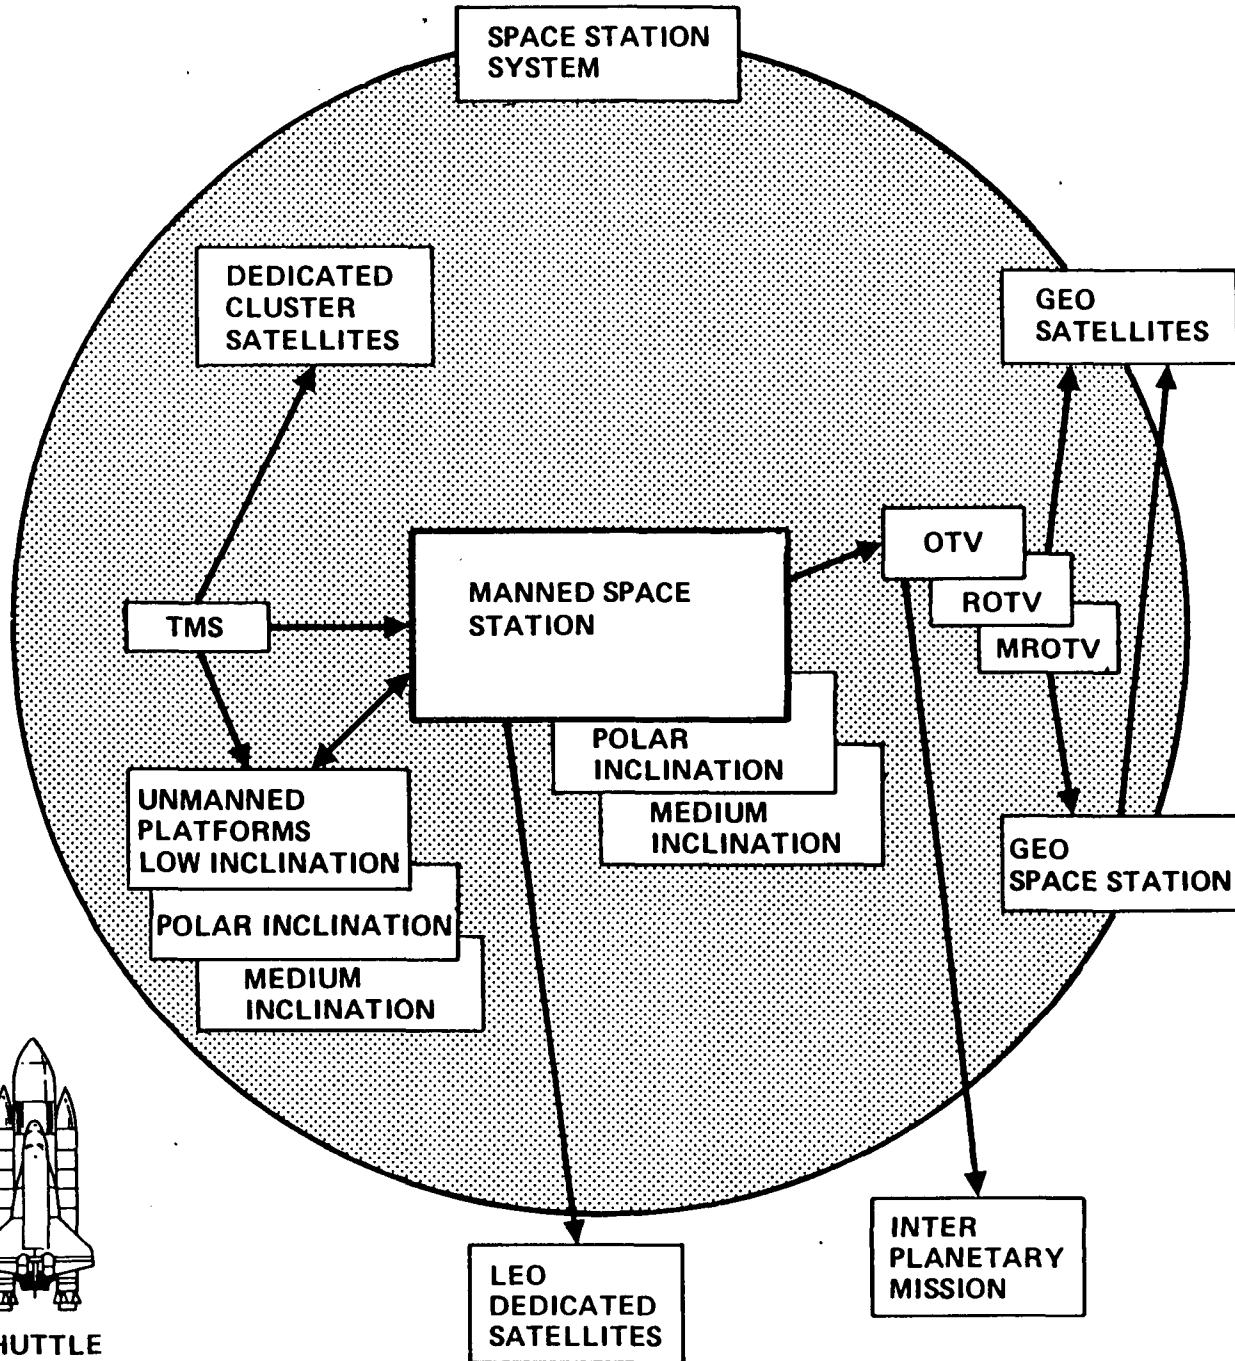 SPACE STATION
SYSTEM
DEDICATED
CLUSTER
SATELLITES
GEO
SATELLITES
OTV
ROTV
MROTV
MANNED SPACE
STATION
TMS
POLAR
INCLINATION
MEDIUM
INCLINATION
UNMANNED
PLATFORMS
LOW INCLINATION
POLAR INCLINATION
MEDIUM
INCLINATION
GEO
SPACE STATION
INTER
PLANETARY
MISSION
LEO
DEDICATED
SATELLITES
HUTTLE